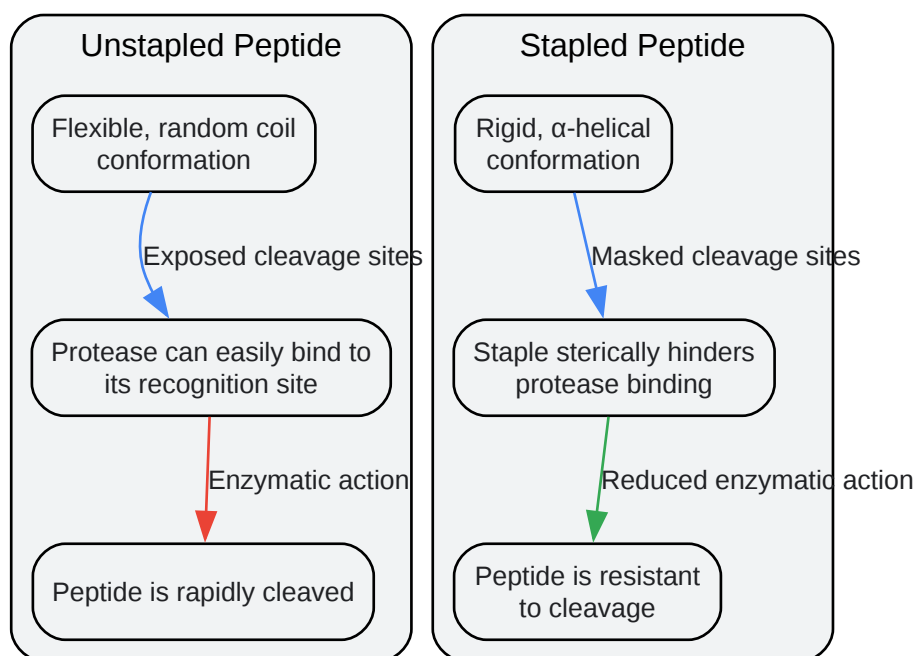 Unstapled Peptide
Flexible, random coil
conformation
Exposed cleavage sites
Protease can easily bind to
its recognition site
Enzymatic action
Peptide is rapidly cleaved
Stapled Peptide
Rigid, α-helical
conformation
Masked cleavage sites
Staple sterically hinders
protease binding
Reduced enzymatic action
Peptide is resistant
to cleavage